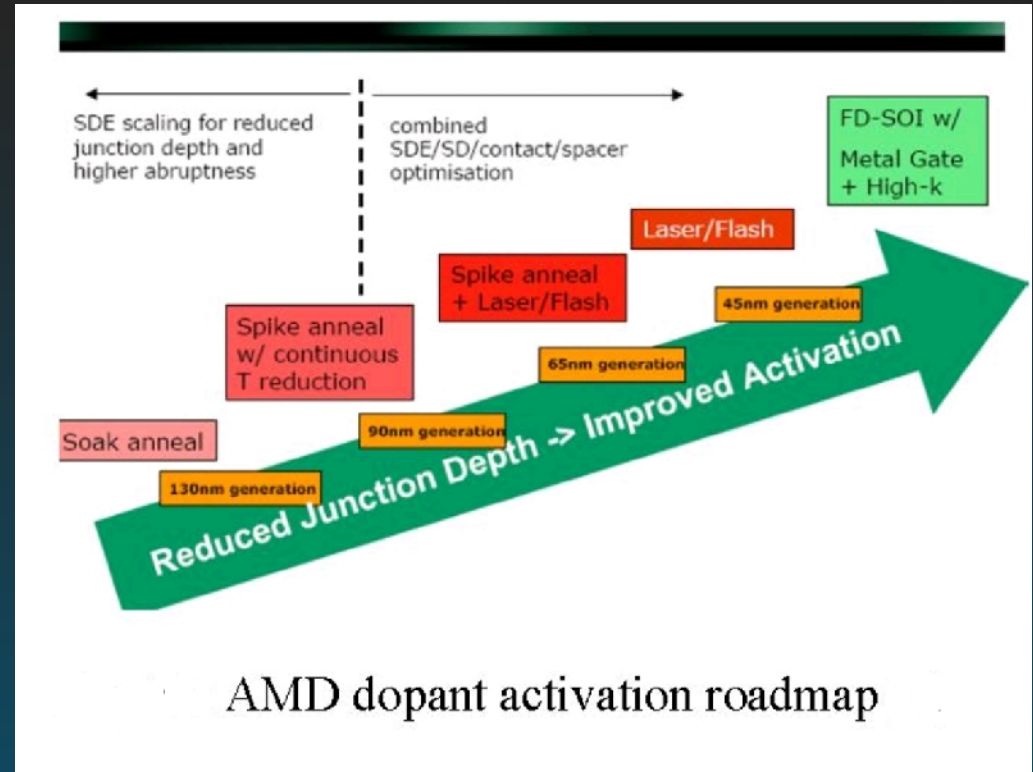 SDE scaling for reduced
junction depth and
higher abruptness
combined
SDE/SD/contact/spacer
optimisation
FD-SOI w/
Metal Gate
+ High-k
Laser/Flash
Spike anneal
+ Laser/Flash
45nm generation
Spike anneal
w/ continuous
T reduction
65nm generation
90nm generation
Soak anneal
130nm generation
Reduced Junction Depth -> Improved Activation
AMD dopant activation roadmap